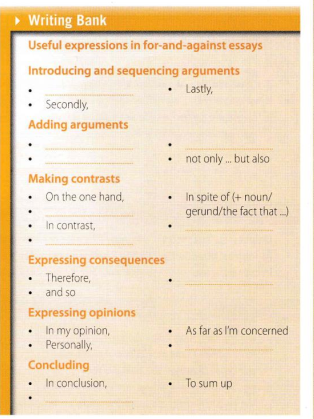 Writing Bank
Useful expressions in for-and-against essays
Introducing and sequencing arguments
•
• Secondly,
• Lastly,
Adding arguments
•
•
•
• not only ... but also
Making contrasts
• On the one hand,
•
• In contrast,
•
• In spite of (+ noun/
gerund/the fact that ...)
•
Expressing consequences
• Therefore,
• and so
•
Expressing opinions
• In my opinion,
• Personally,
• As far as I'm concerned
•
Concluding
• In conclusion,
•
• To sum up